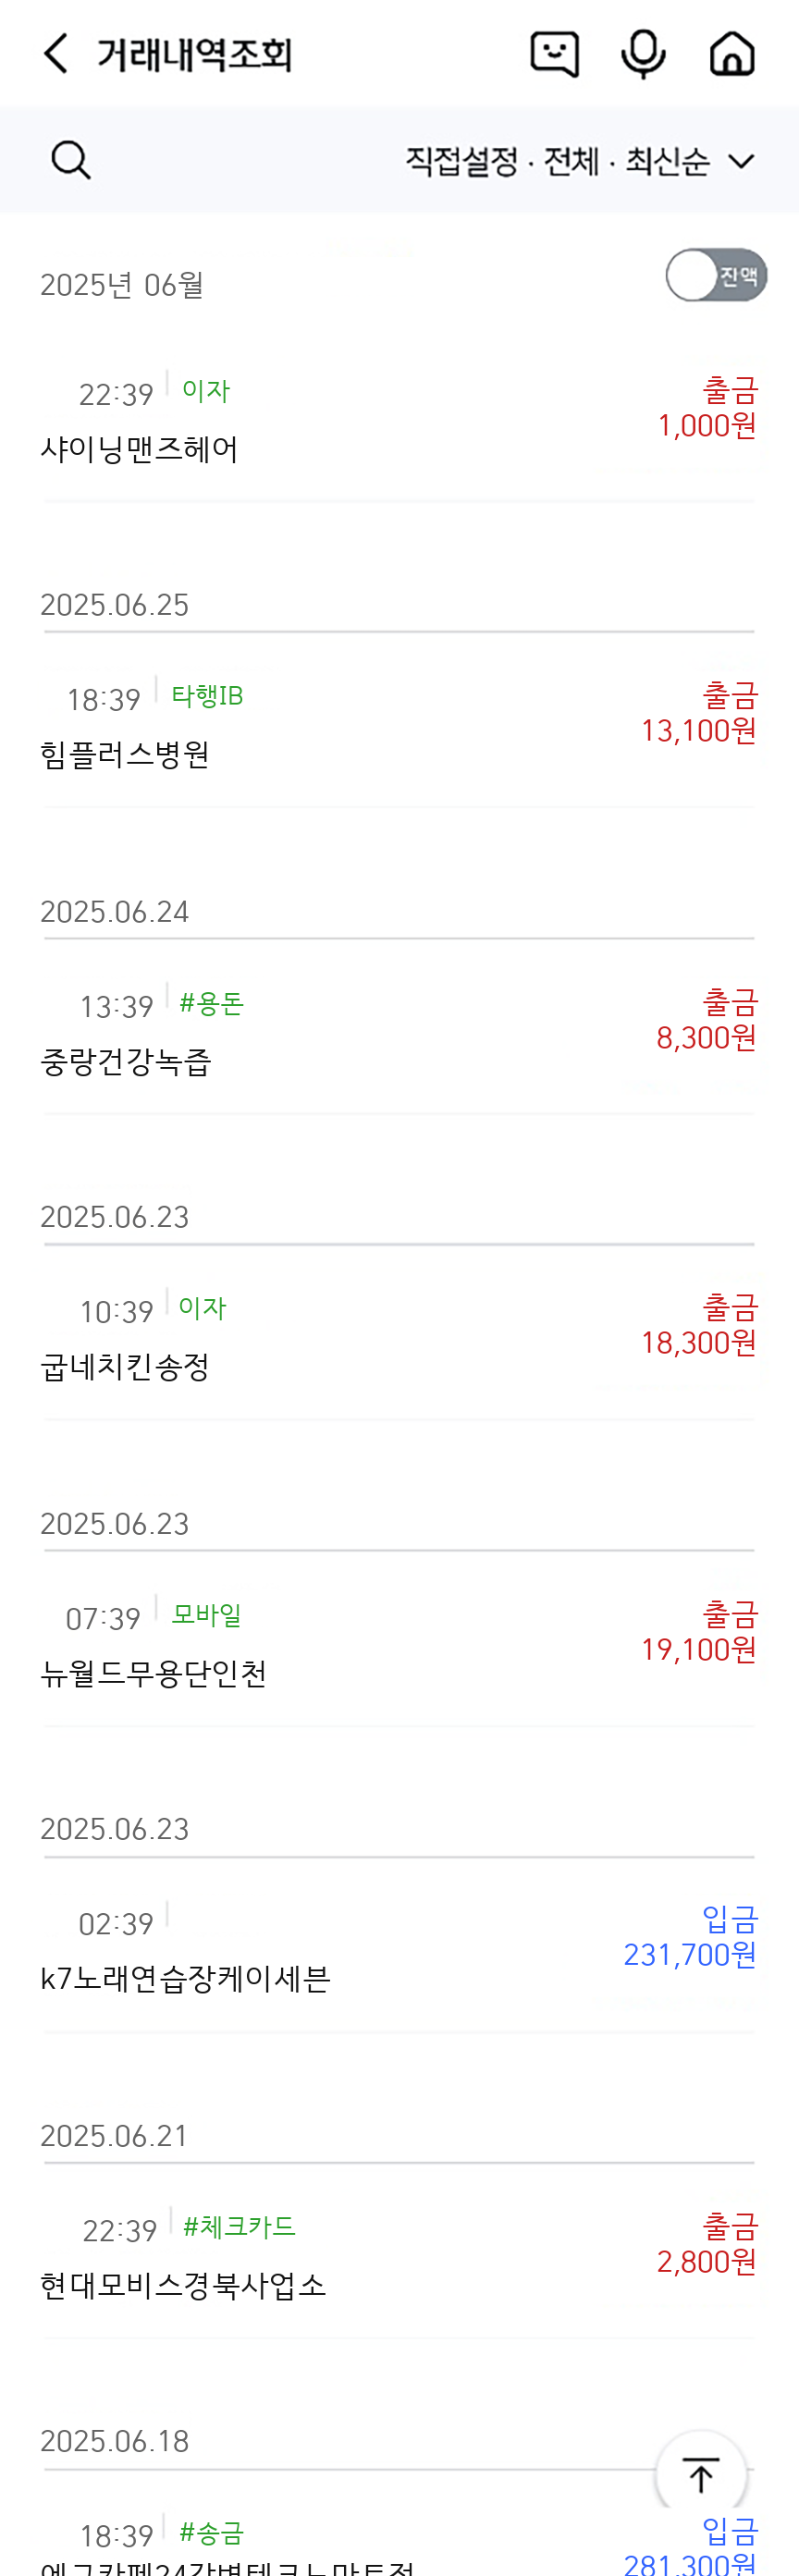 거래내역조회
직접설정 · 전체 · 최신순
2025년 06월
잔액
22:39 이자
출금
샤이닝맨즈헤어
1,000원
2025.06.25
18:39 타행IB
출금
힘플러스병원
13,100원
2025.06.24
13:39 #용돈
출금
중랑건강녹즙
8,300원
2025.06.23
10:39 이자
출금
굽네치킨송정
18,300원
2025.06.23
07:39 모바일
출금
뉴월드무용단인천
19,100원
2025.06.23
02:39
입금
k7노래연습장케이세븐
231,700원
2025.06.21
22:39 #체크카드
출금
현대모비스경북사업소
2,800원
2025.06.18
18:39 #송금
입금
281,300원